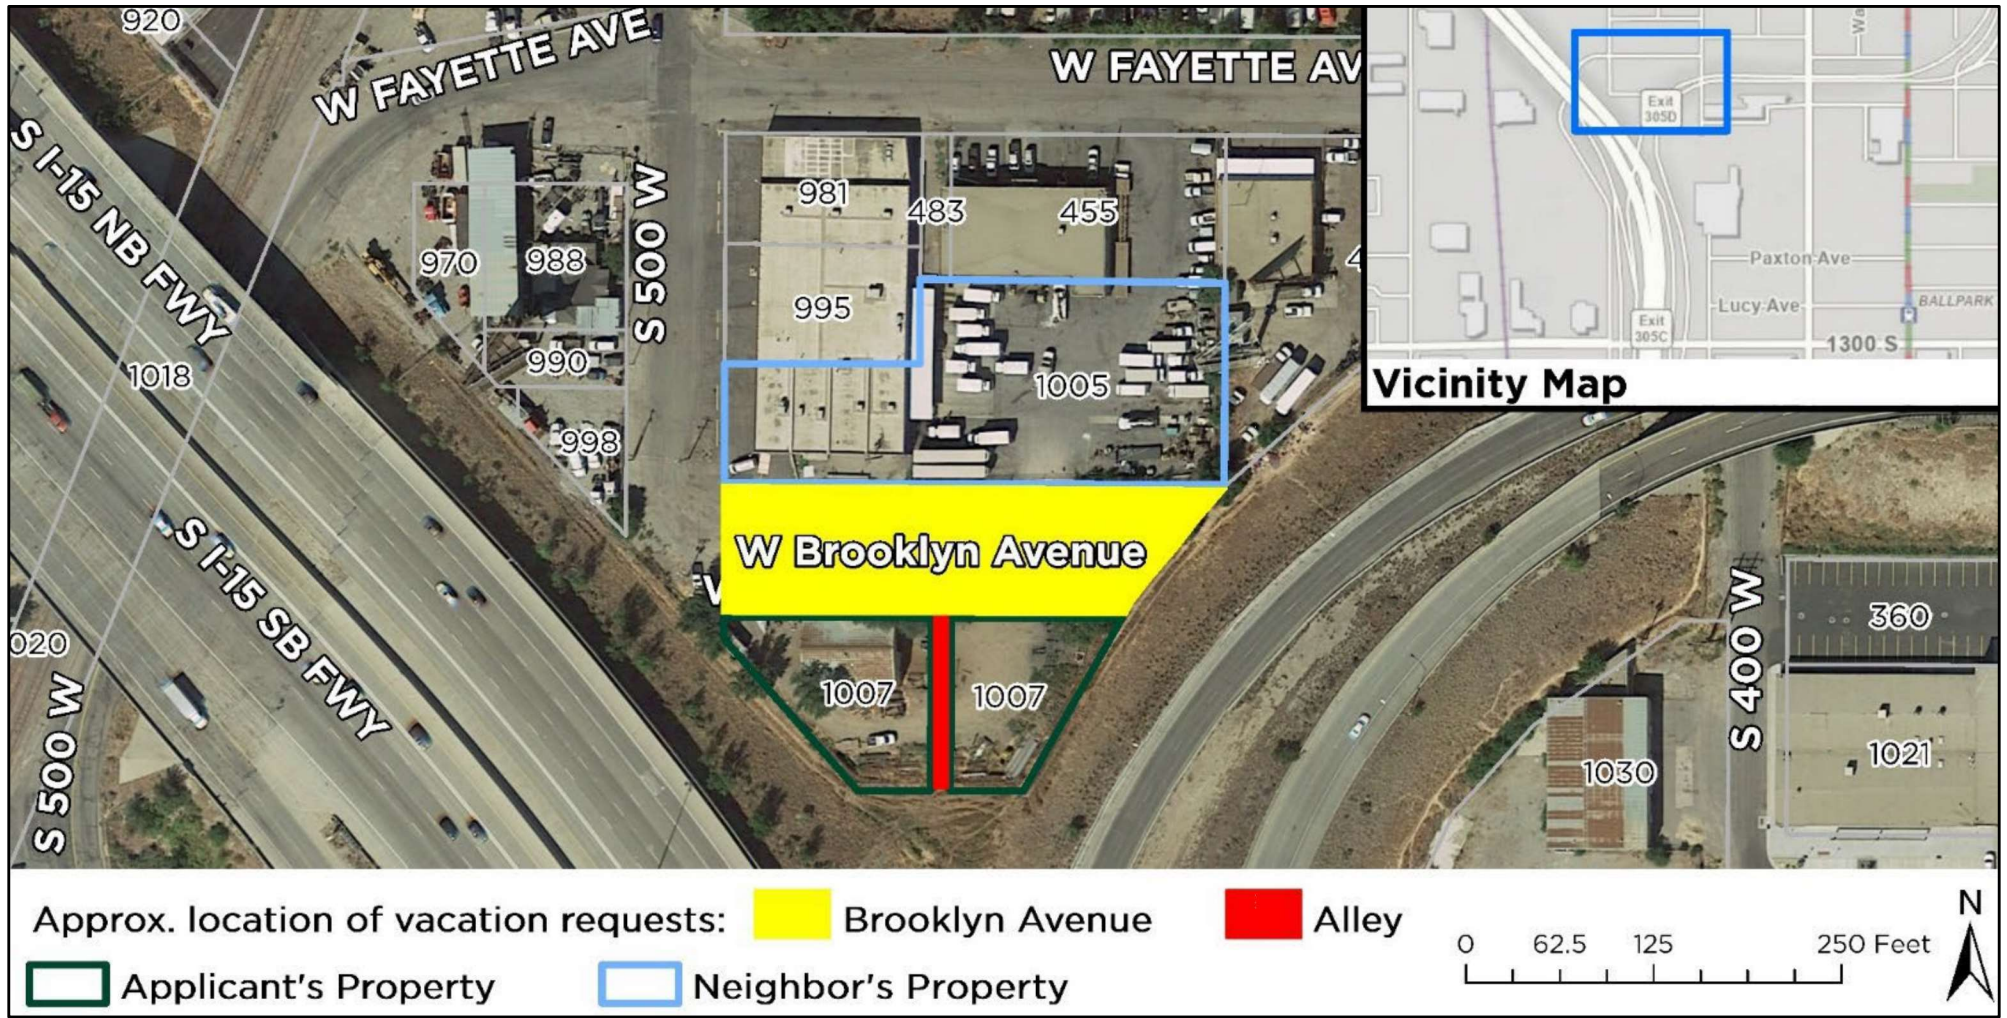 920
W FAYETTE AVE
W FAYETTE AV
S I-15 NB FWY
S 500 W
981
483
455
970
988
4
995
990
1018
1005
998
W Brooklyn Avenue
S I-15 SB FWY
020
S 500 W
1007
1007
S 400 W
360
1030
1021
Exit
305D
Paxton Ave
Lucy Ave
BALLPARK
Exit
305C
1300 S
Wa
Vicinity Map
Approx. location of vacation requests:
Brooklyn Avenue
Alley
Applicant's Property
Neighbor's Property
0
62.5
125
250 Feet
N